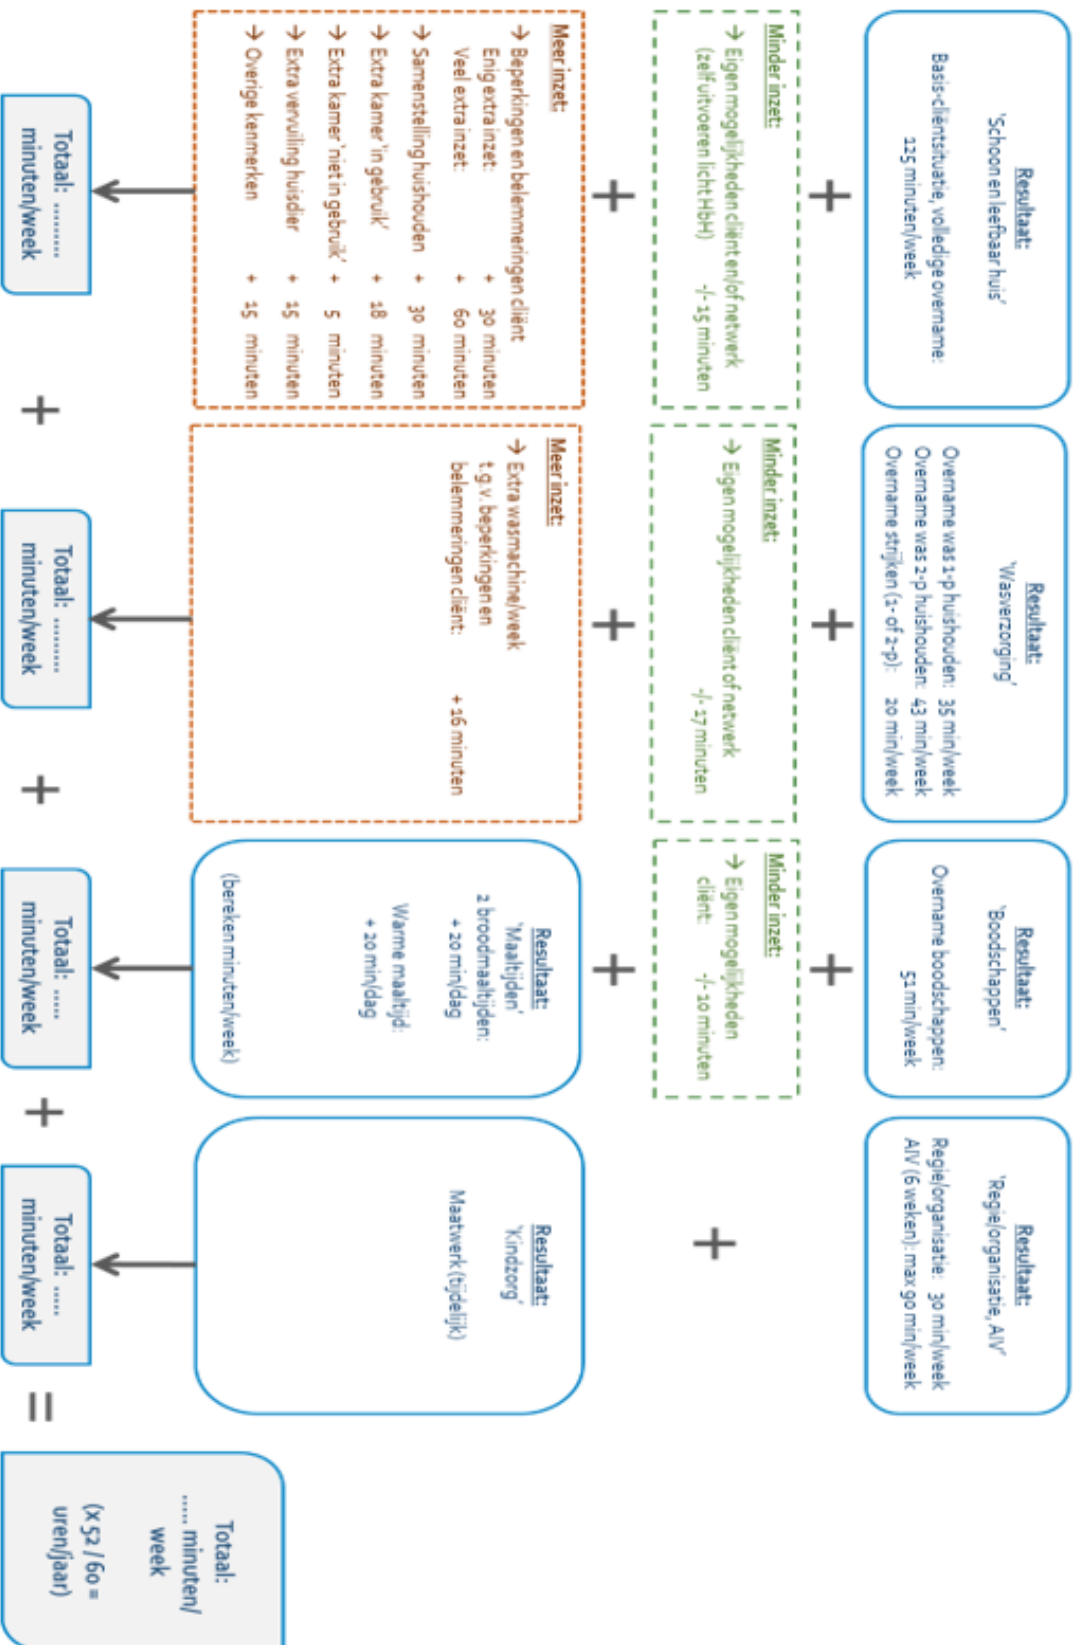 Resultaat:
'Schoon en leefbaar huis'
Basis-cliëntsituatie, volledige overname:
125 minuten/week
+
Minder inzet:
→ Eigen mogelijkheden cliënt en/of netwerk
(zelf uitvoeren licht HbH) -/- 15 minuten
+
Meer inzet:
→ Beperkingen en belemmeringen cliënt
Enig extra inzet: + 30 minuten
Veel extra inzet: + 60 minuten
→ Samenstelling huishouden + 30 minuten
→ Extra kamer 'in gebruik' + 18 minuten
→ Extra kamer 'niet in gebruik' + 5 minuten
→ Extra vervuiling huisdier + 15 minuten
→ Overige kenmerken + 15 minuten
Totaal: .........
minuten/week
+
Resultaat:
'Wasverzorging'
Overname was 1-p huishouden: 35 min/week
Overname was 2-p huishouden: 43 min/week
Overname strijken (1- of 2-p): 20 min/week
+
Minder inzet:
→ Eigen mogelijkheden cliënt of netwerk
-/- 17 minuten
+
Meer inzet:
→ Extra wasmachine/week
t.g.v. beperkingen en
belemmeringen cliënt: + 16 minuten
Totaal: .........
minuten/week
+
Resultaat:
'Boodschappen'
Overname boodschappen:
51 min/week
+
Minder inzet:
→ Eigen mogelijkheden
cliënt: -/- 10 minuten
+
Resultaat:
'Maaltijden'
2 broodmaaltijden:
+ 20 min/dag
Warme maaltijd:
+ 20 min/dag
(bereken minuten/week)
Totaal: .....
minuten/week
+
Resultaat:
'Regie/organisatie, AIV'
Regie/organisatie: 30 min/week
AIV (6 weken): max 90 min/week
+
Resultaat:
'Kindzorg'
Maatwerk (tijdelijk)
Totaal: .....
minuten/week
=
Totaal:
..... minuten/
week
(x 52 / 60 =
uren/jaar)